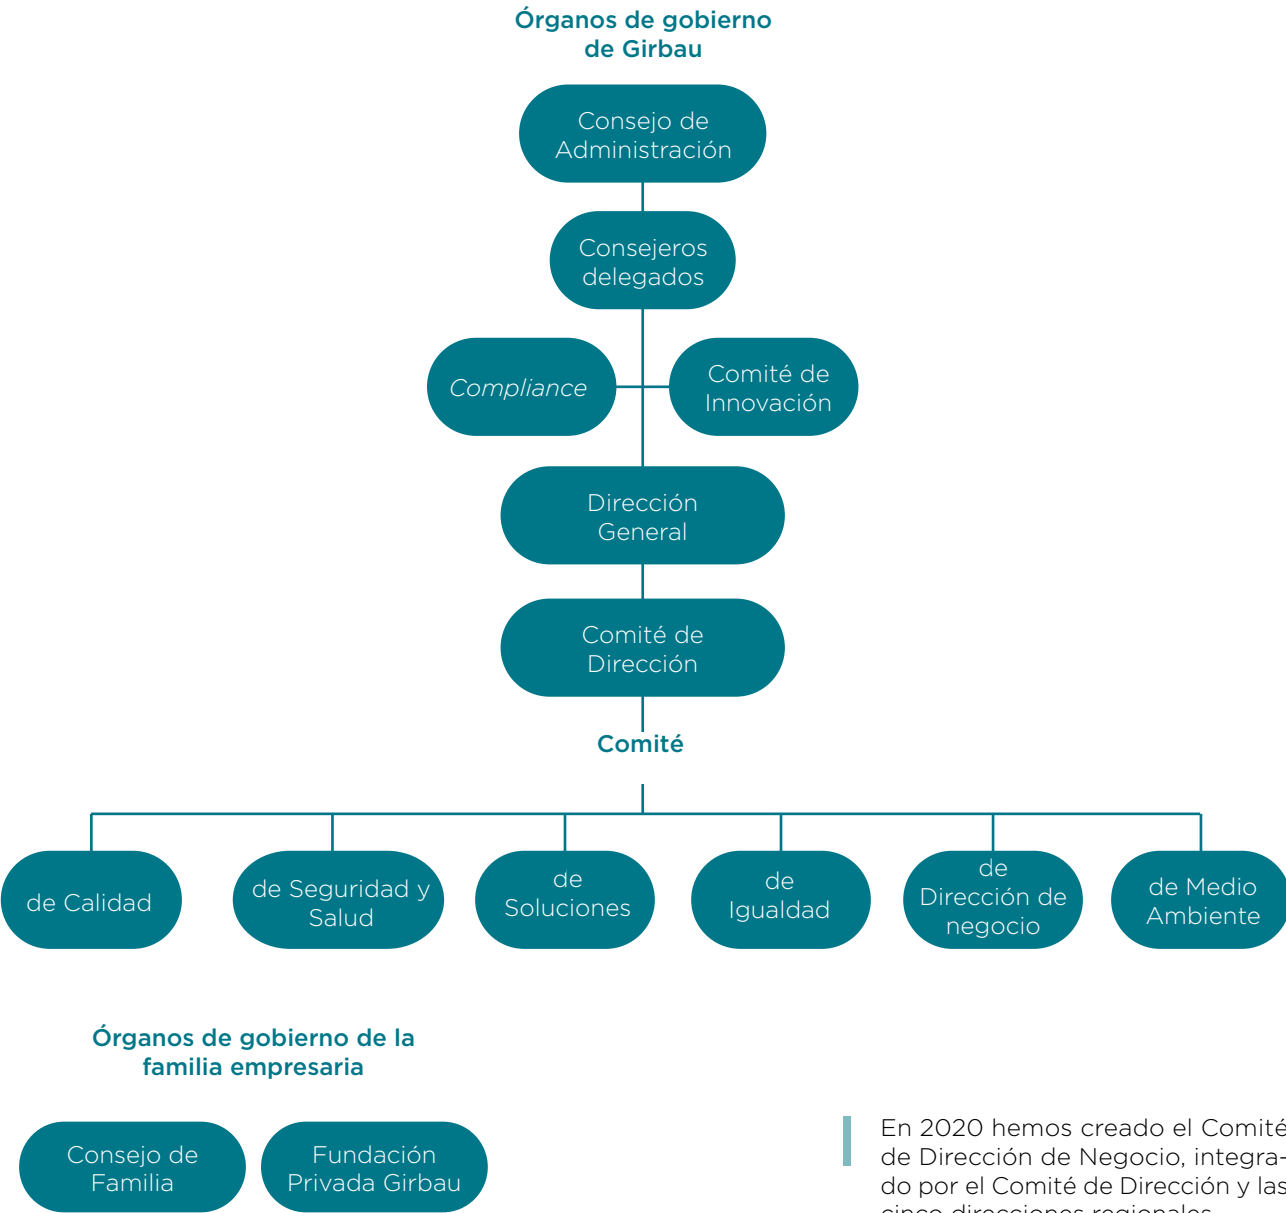 Órganos de gobierno
de Girbau
Consejo de
Administración
Consejeros
delegados
Compliance
Comité de
Innovación
Dirección
General
Comité de
Dirección
Comité
de Calidad
de Seguridad y
Salud
de
Soluciones
de
Igualdad
de
Dirección de
negocio
de Medio
Ambiente
Órganos de gobierno de la
familia empresaria
Consejo de
Familia
Fundación
Privada Girbau
En 2020 hemos creado el Comité
de Dirección de Negocio, integra-
do por el Comité de Dirección y las
cinco direcciones regionales